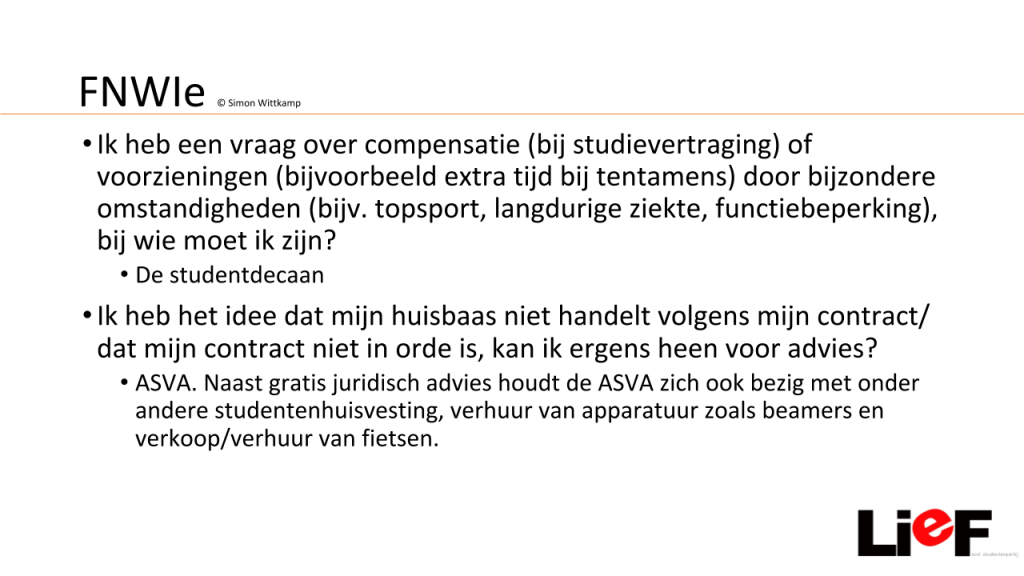 FNWIe © Simon Wittkamp
• Ik heb een vraag over compensatie (bij studievertraging) of
voorzieningen (bijvoorbeeld extra tijd bij tentamens) door bijzondere
omstandigheden (bijv. topsport, langdurige ziekte, functiebeperking),
bij wie moet ik zijn?
• De studentdecaan
• Ik heb het idee dat mijn huisbaas niet handelt volgens mijn contract/
dat mijn contract niet in orde is, kan ik ergens heen voor advies?
• ASVA. Naast gratis juridisch advies houdt de ASVA zich ook bezig met onder
andere studentenhuisvesting, verhuur van apparatuur zoals beamers en
verkoop/verhuur van fietsen.
LieF